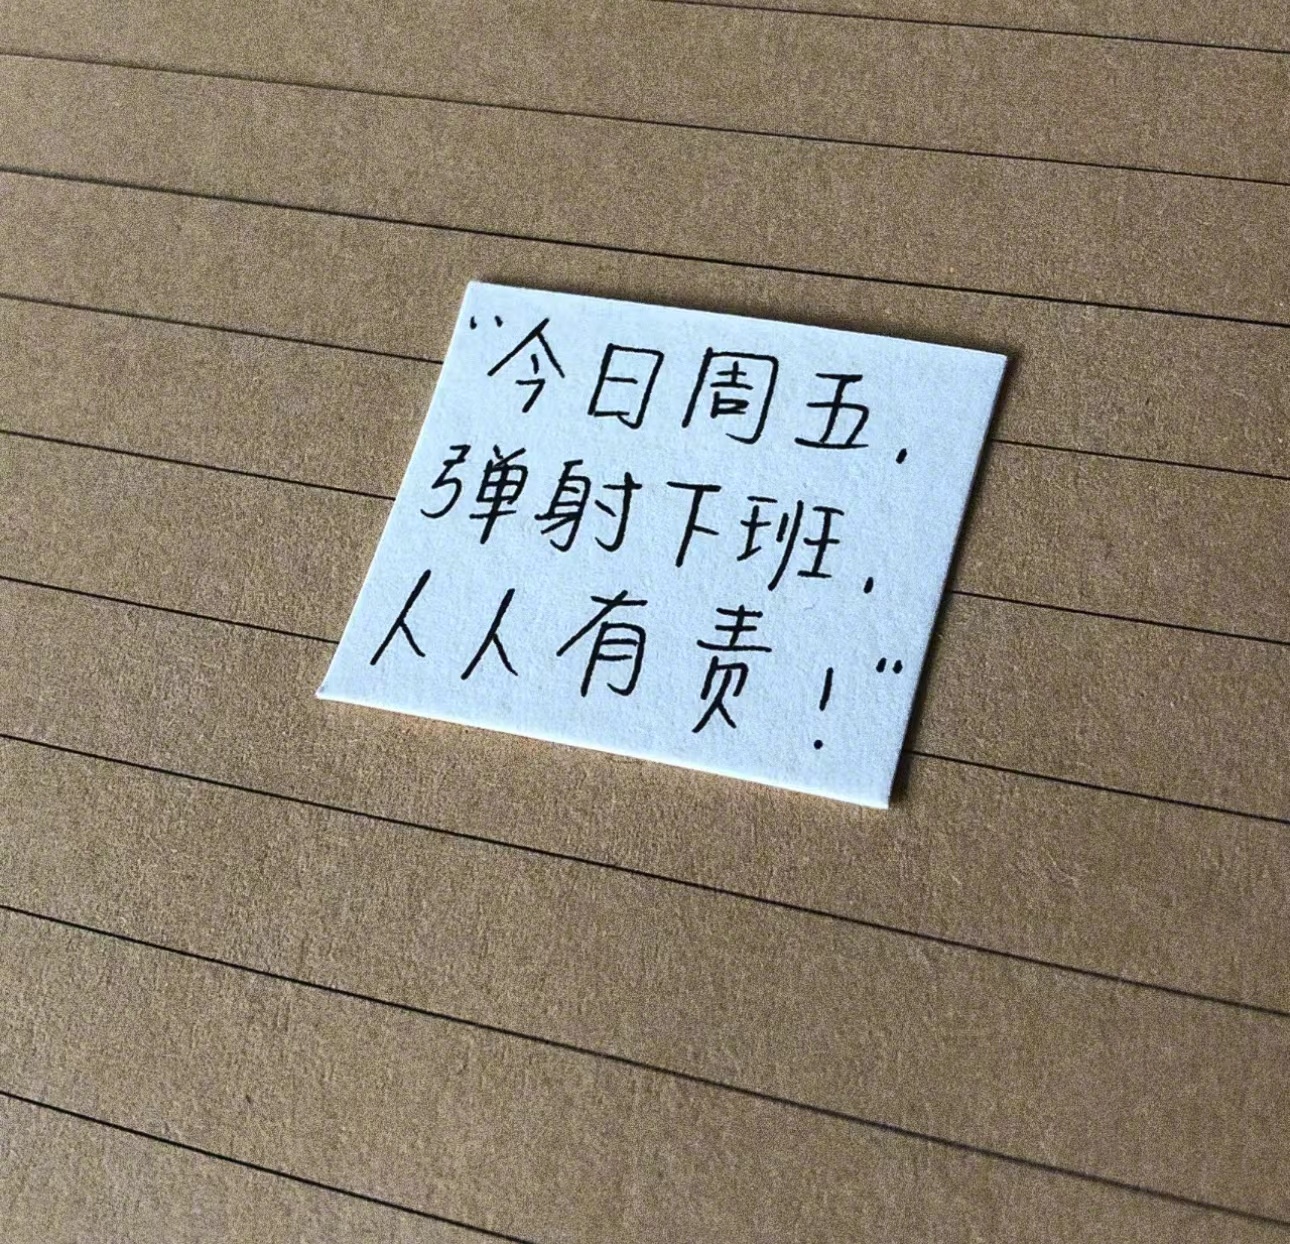 “今日周五，
弹射下班，
人人有责！”